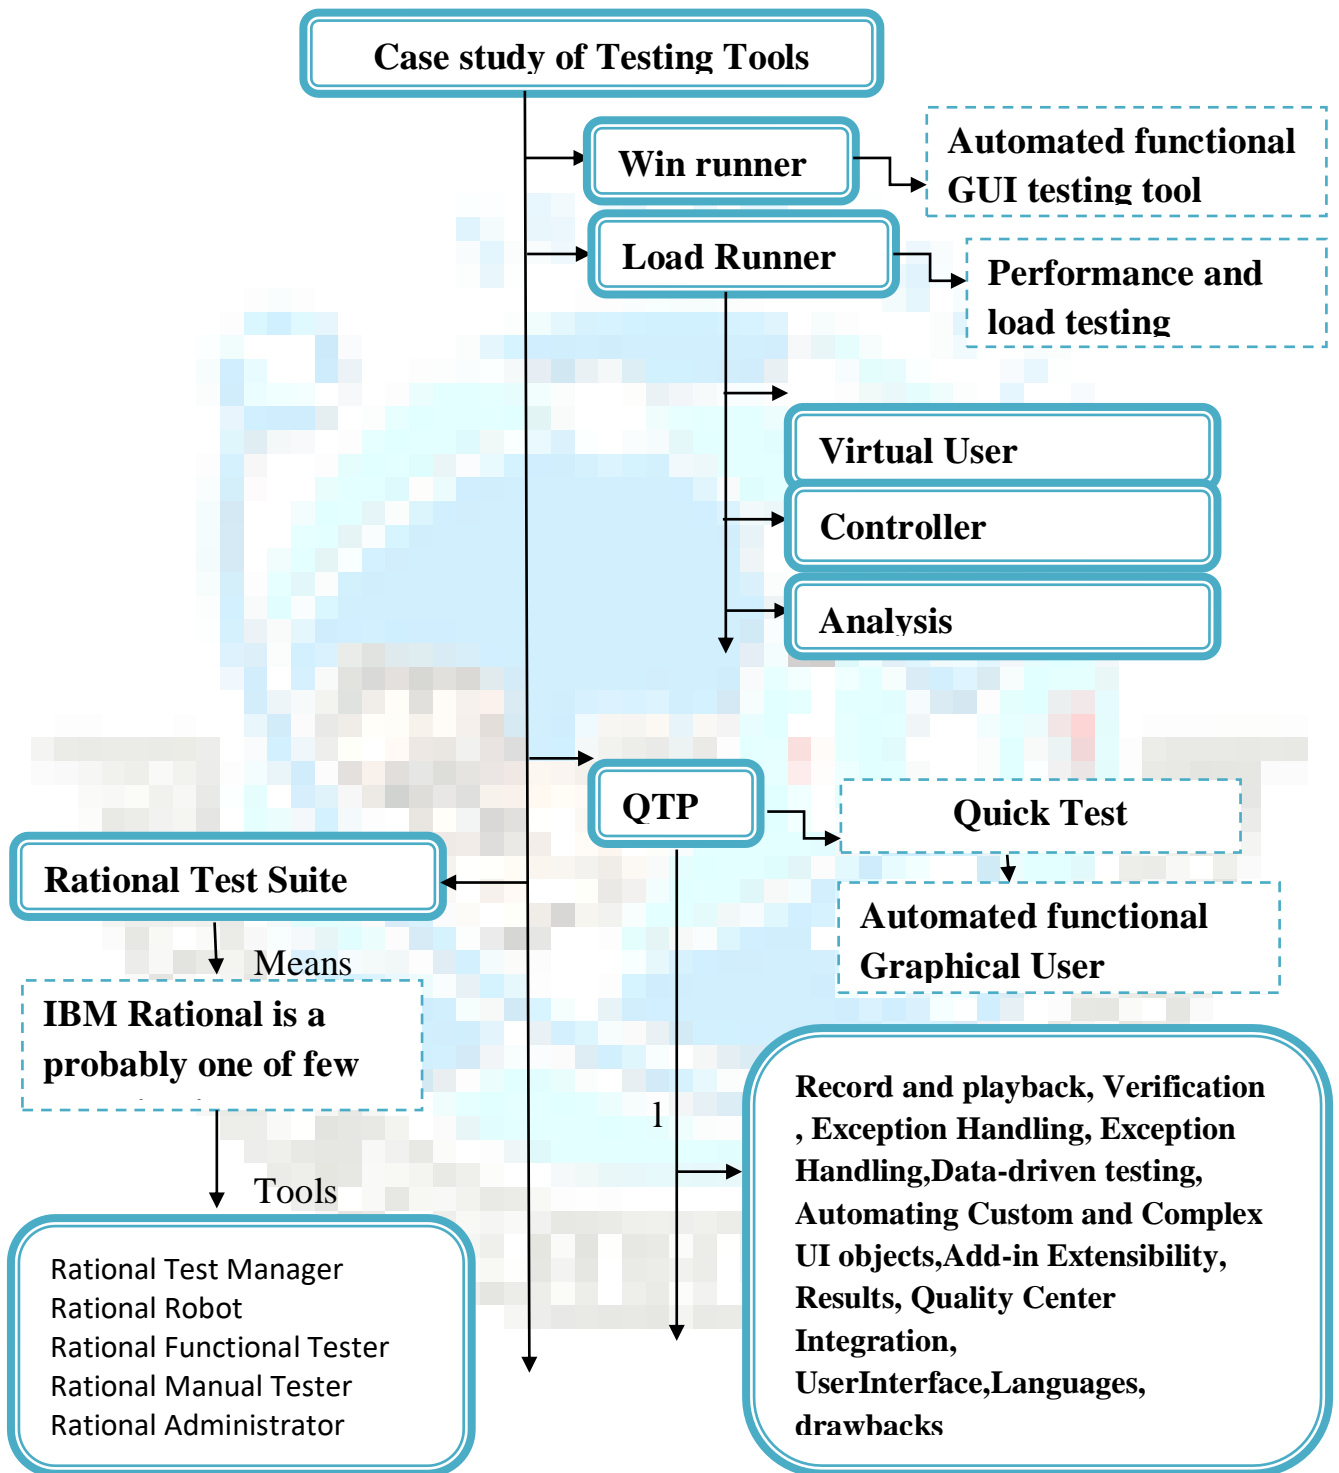 Case study of Testing Tools
Win runner
Automated functional
GUI testing tool
Load Runner
Performance and
load testing
Virtual User
Controller
Analysis
QTP
Quick Test
Automated functional
Graphical User
Rational Test Suite
Means
IBM Rational is a
probably one of few
Tools
Rational Test Manager
Rational Robot
Rational Functional Tester
Rational Manual Tester
Rational Administrator
l
Record and playback, Verification
, Exception Handling, Exception
Handling,Data-driven testing,
Automating Custom and Complex
UI objects,Add-in Extensibility,
Results, Quality Center
Integration,
UserInterface,Languages,
drawbacks